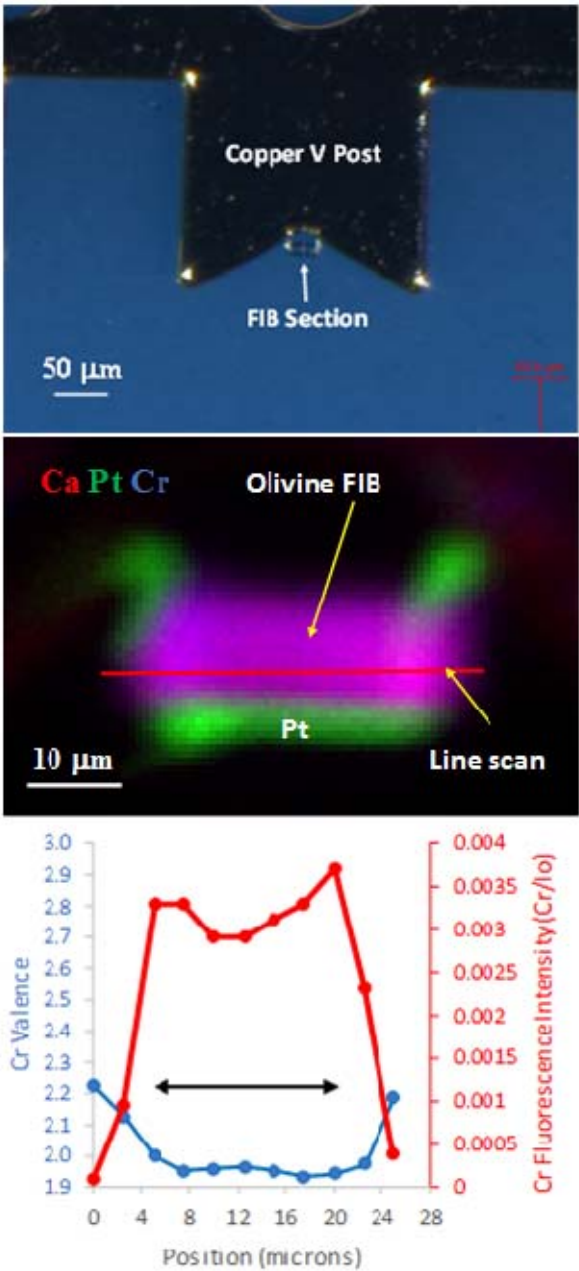 Copper V Post
FIB Section
50 μm
Ca Pt Cr
Olivine FIB
Pt
Line scan
10 μm
3.0
2.9
2.8
2.7
2.6
2.5
2.4
2.3
2.2
2.1
2.0
1.9
Cr Valence
0.004
0.0035
0.003
0.0025
0.002
0.0015
0.001
0.0005
0
Cr Fluorescence Intensity (Cr/Io)
0 4 8 12 16 20 24 28
Position (microns)